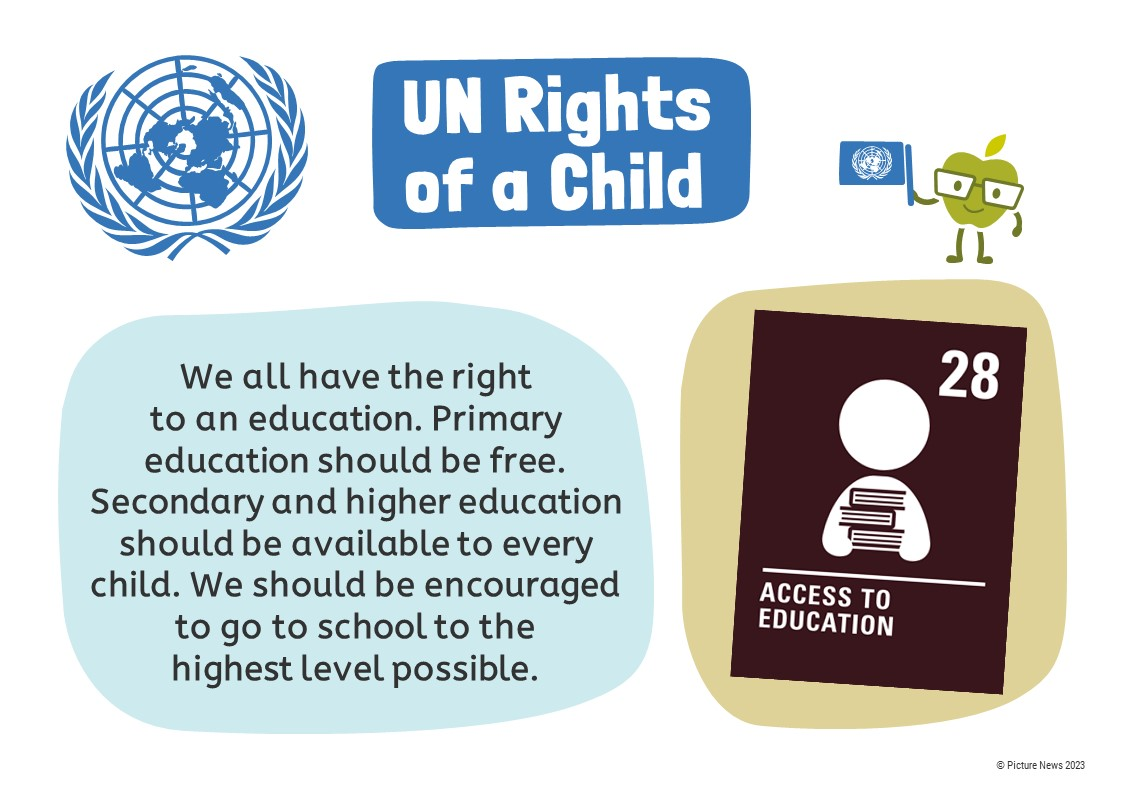 UN Rights
of a Child
We all have the right
to an education. Primary
education should be free.
Secondary and higher education
should be available to every
child. We should be encouraged
to go to school to the
highest level possible.
28
ACCESS TO
EDUCATION
© Picture News 2023